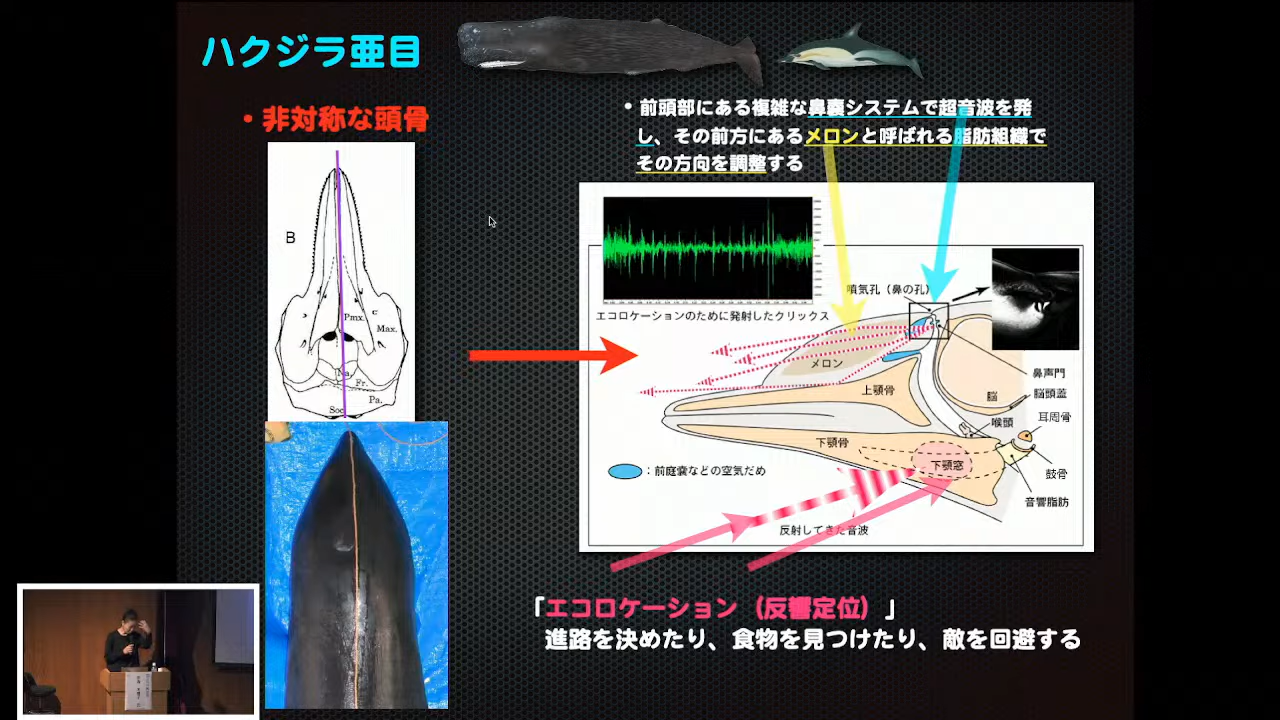 ハクジラ亜目
・非対称な頭骨
・前頭部にある複雑な鼻嚢システムで超音波を発
し、その前方にあるメロンと呼ばれる脂肪組織で
その方向を調整する
B
Pmx.
Max.
Na.
Fr.
Pa.
Soc.
エコロケーションのために発射したクリックス
噴気孔（鼻の孔）
メロン
鼻声門
上顎骨
脳
脳頭蓋
耳周骨
喉頭
下顎骨
下顎窓
：前庭嚢などの空気だめ
鼓骨
音響脂肪
反射してきた音波
「エコロケーション（反響定位）」
進路を決めたり、食物を見つけたり、敵を回避する